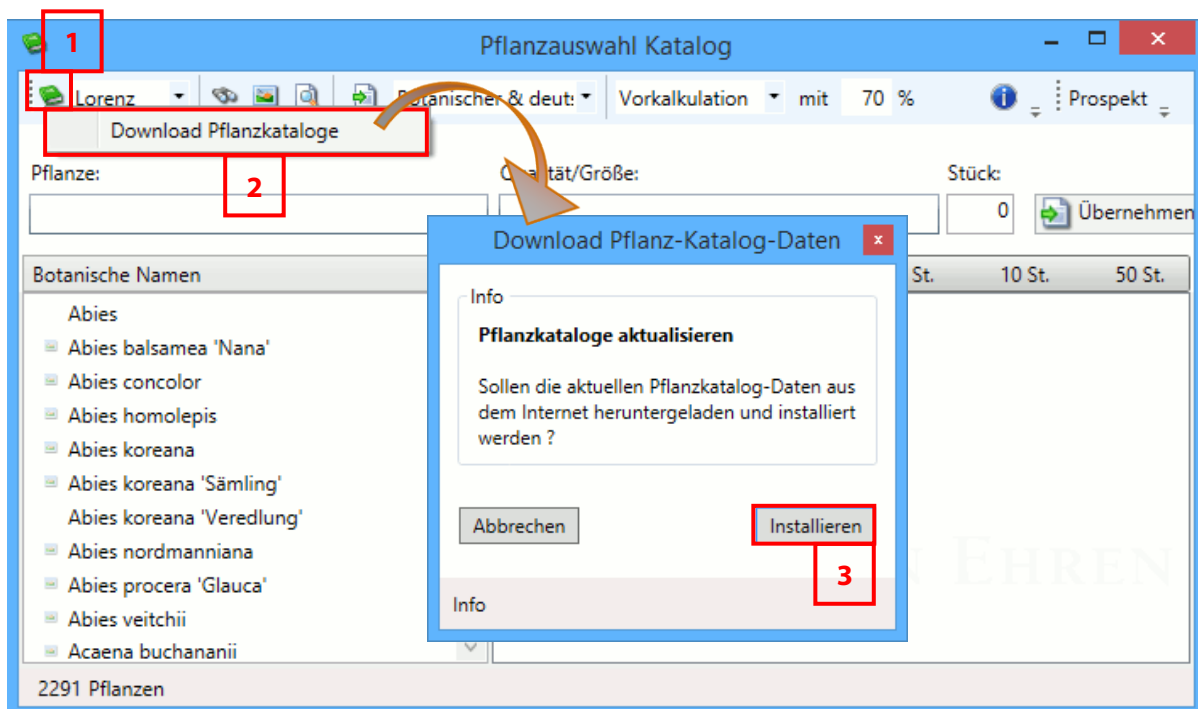 1
Pflanzauswahl Katalog
Lorenz
Botanischer & deut:
Vorkalkulation
mit
70 %
Prospekt
Download Pflanzkataloge
2
Pflanze:
Stück:
0
Übernehmen
Botanische Namen
St.
10 St.
50 St.
Abies
Abies balsamea 'Nana'
Abies concolor
Abies homolepis
Abies koreana
Abies koreana 'Sämling'
Abies koreana 'Veredlung'
Abies nordmanniana
Abies procera 'Glauca'
Abies veitchii
Acaena buchananii
2291 Pflanzen
Download Pflanz-Katalog-Daten
Info
Pflanzkataloge aktualisieren
Sollen die aktuellen Pflanzkatalog-Daten aus
dem Internet heruntergeladen und installiert
werden ?
Abbrechen
Installieren
3
Info
N EHREN